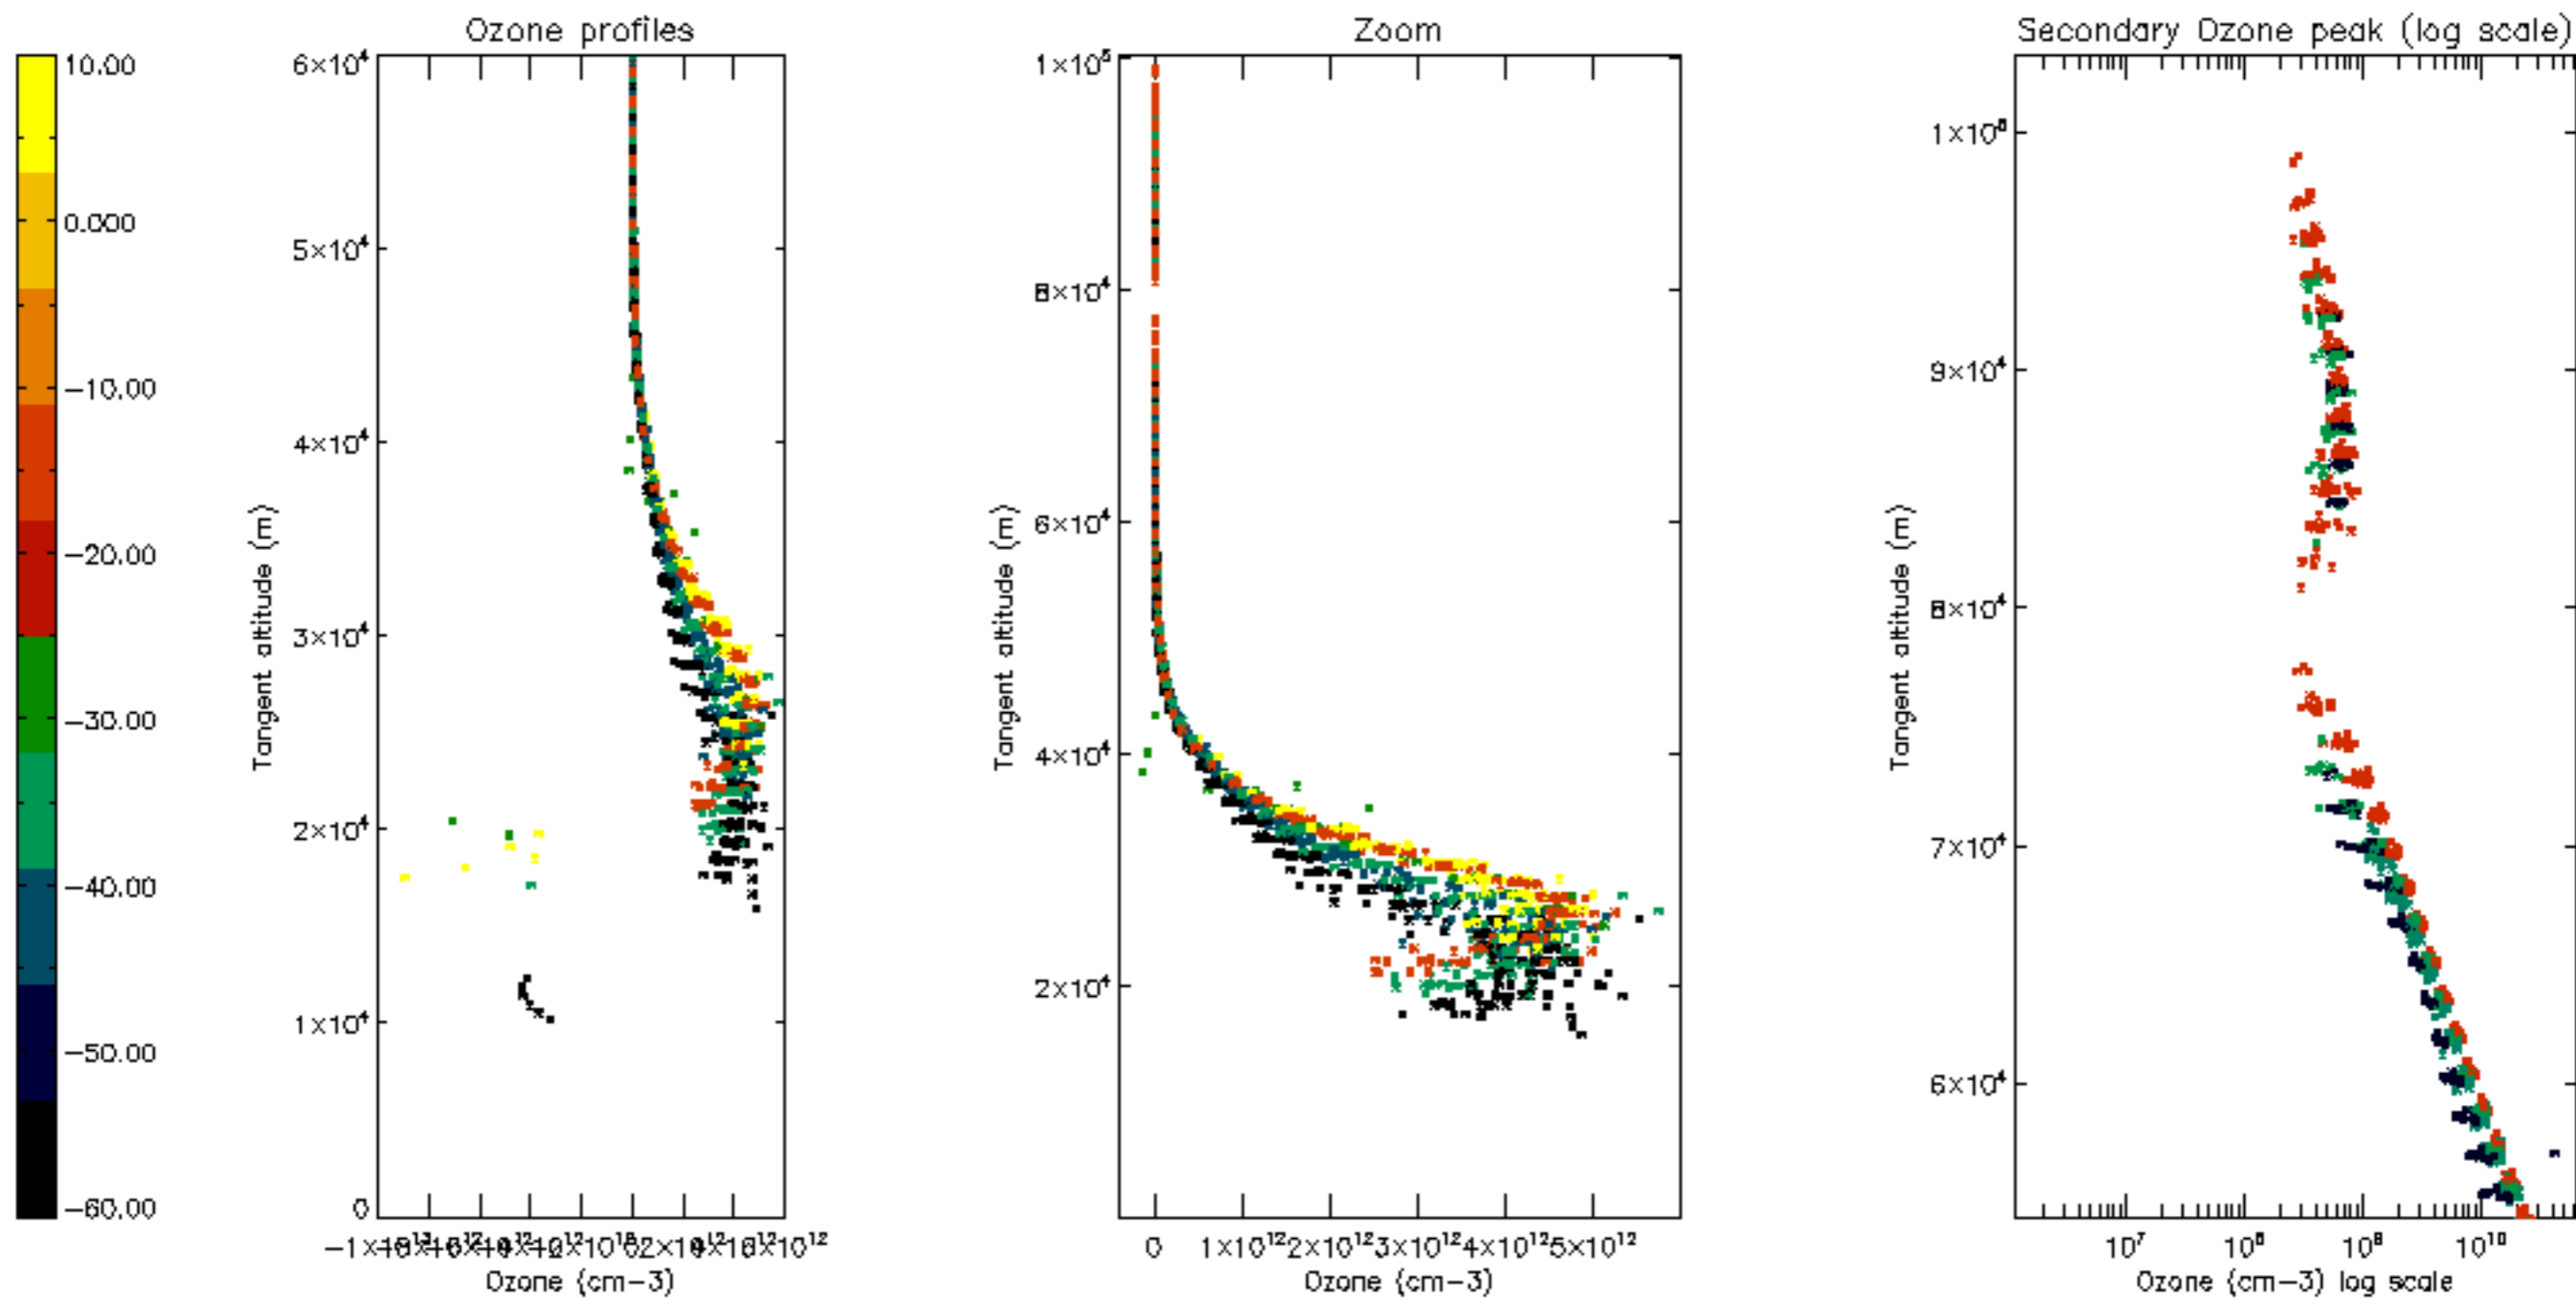 Ozone profiles
Zoom
Secondary Ozone peak (log scale)
10.00
0.000
−10.00
−20.00
−30.00
−40.00
−50.00
−60.00
6×10⁴
5×10⁴
4×10⁴
3×10⁴
2×10⁴
1×10⁴
0
Tangent altitude (m)
Ozone (cm−3)
1×10⁵
8×10⁴
6×10⁴
4×10⁴
2×10⁴
Tangent altitude (m)
0 1×10¹² 2×10¹² 3×10¹² 4×10¹² 5×10¹²
Ozone (cm−3)
1×10⁵
9×10⁴
8×10⁴
7×10⁴
6×10⁴
Tangent altitude (m)
10⁷ 10⁸ 10⁹ 10¹⁰
Ozone (cm−3) log scale